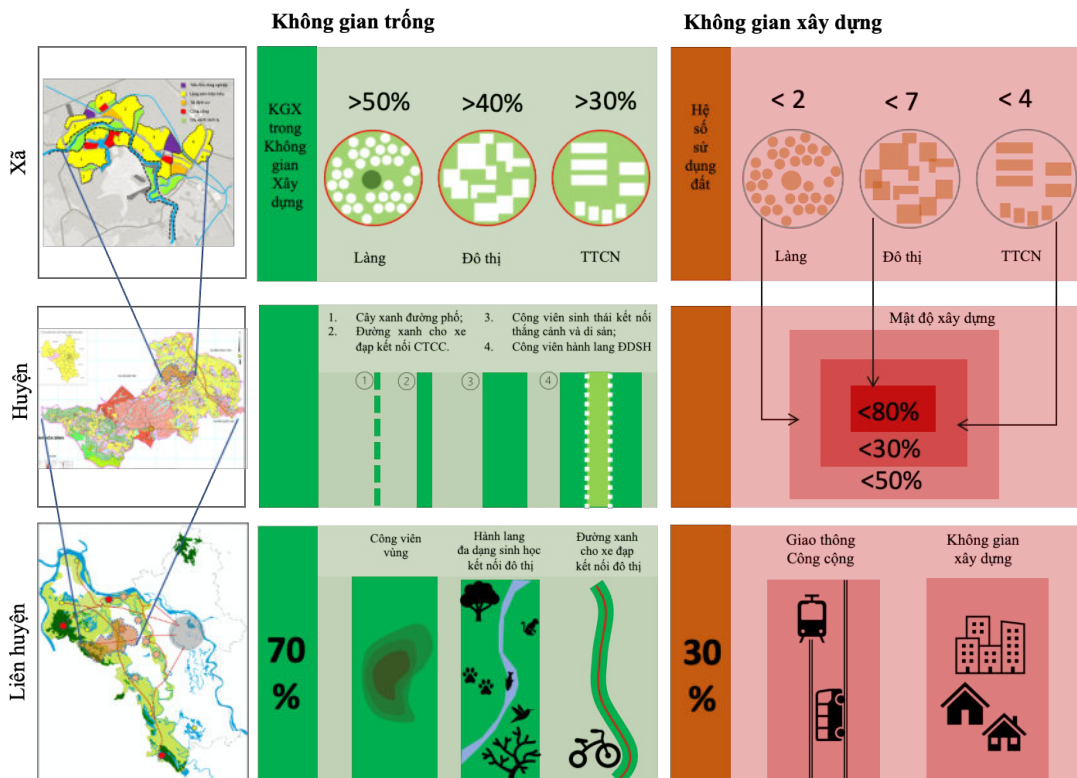 Không gian trống
Không gian xây dựng
Xã
KGX
trong
Không
gian
Xây
dựng
>50%
>40%
>30%
Làng
Đô thị
TTCN
Hệ
số
sử
dụng
đất
< 2
< 7
< 4
Làng
Đô thị
TTCN
Huyện
1. Cây xanh đường phố;
2. Đường xanh cho xe
đạp kết nối CTCC.
3. Công viên sinh thái kết nối
thắng cảnh và di sản;
4. Công viên hành lang ĐDSH
1
2
3
4
Mật độ xây dựng
<80%
<30%
<50%
Liên huyện
70
%
Công viên
vùng
Hành lang
đa dạng sinh học
kết nối đô thị
Đường xanh
cho xe đạp
kết nối đô thị
30
%
Giao thông
Công cộng
Không gian
xây dựng